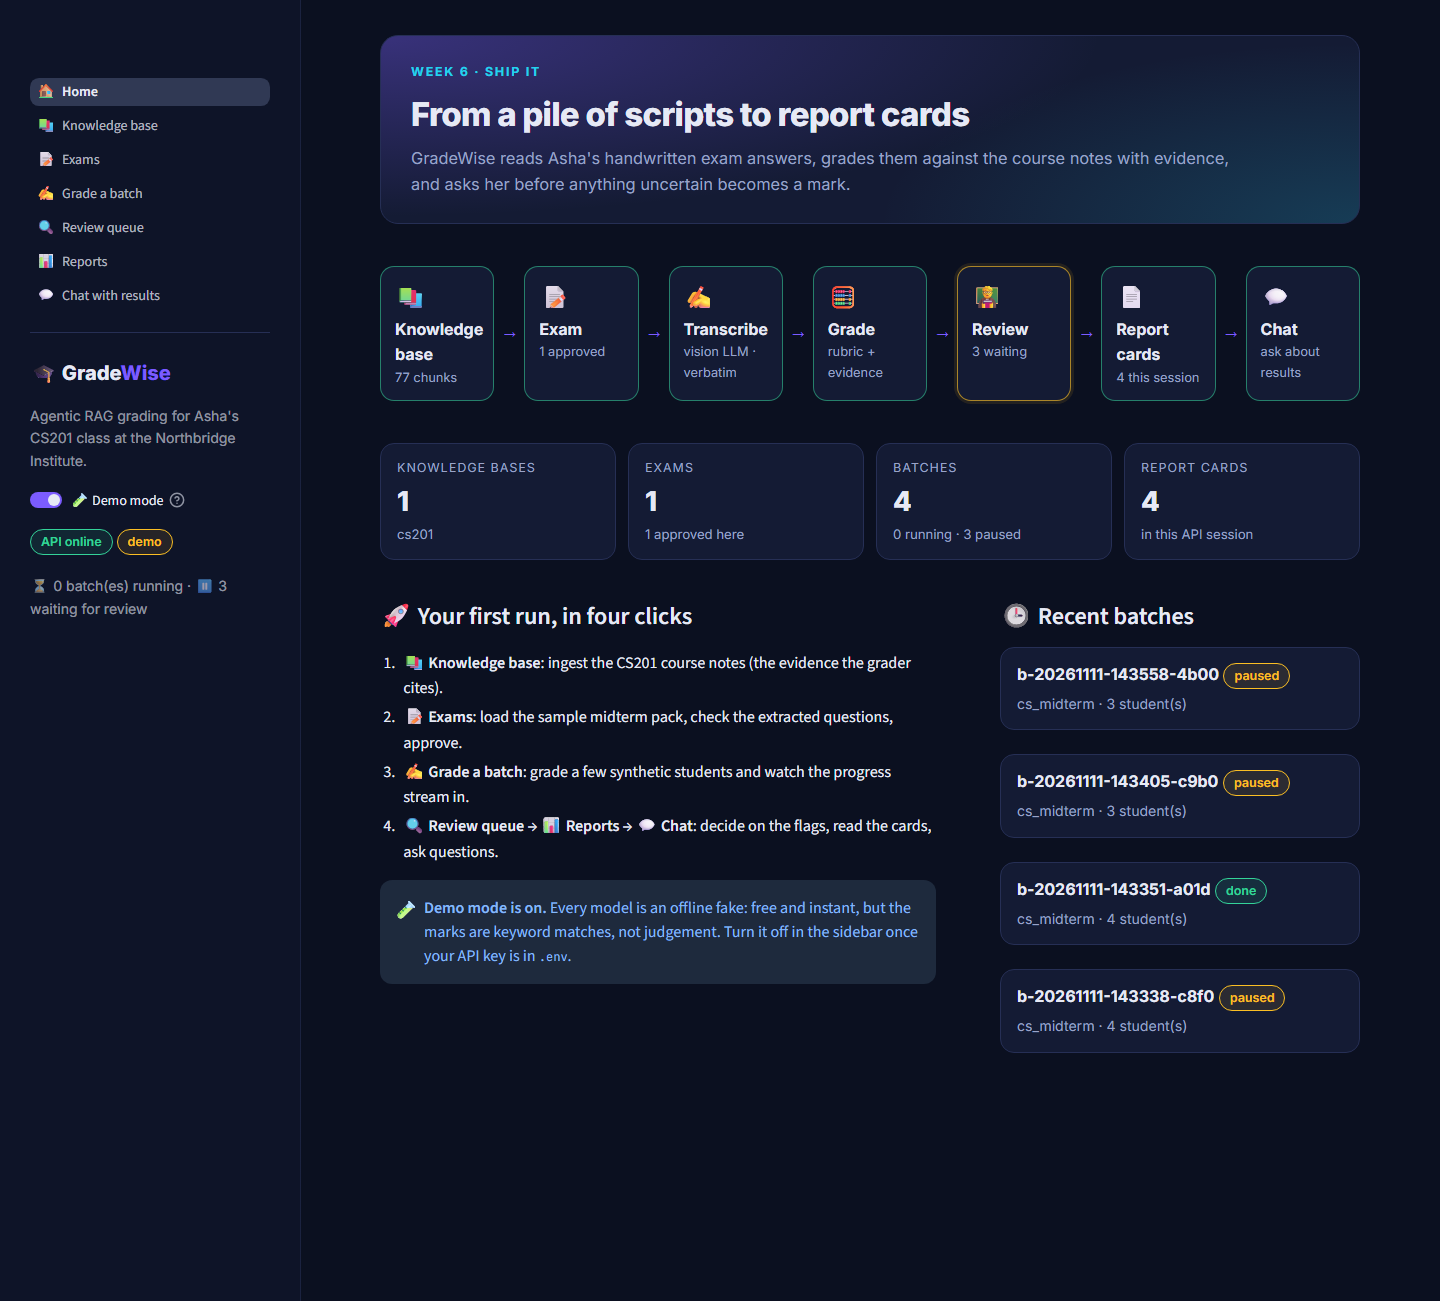 Home
Knowledge base
Exams
Grade a batch
Review queue
Reports
Chat with results
GradeWise
Agentic RAG grading for Asha's
CS201 class at the Northbridge
Institute.
Demo mode ?
API online demo
0 batch(es) running · 3
waiting for review
WEEK 6 · SHIP IT
From a pile of scripts to report cards
GradeWise reads Asha's handwritten exam answers, grades them against the course notes with evidence,
and asks her before anything uncertain becomes a mark.
Knowledge
base
77 chunks
→
Exam
1 approved
→
Transcribe
vision LLM ·
verbatim
→
Grade
rubric +
evidence
→
Review
3 waiting
→
Report
cards
4 this session
→
Chat
ask about
results
KNOWLEDGE BASES
1
cs201
EXAMS
1
1 approved here
BATCHES
4
0 running · 3 paused
REPORT CARDS
4
in this API session
Your first run, in four clicks
1. Knowledge base: ingest the CS201 course notes (the evidence the grader
cites).
2. Exams: load the sample midterm pack, check the extracted questions,
approve.
3. Grade a batch: grade a few synthetic students and watch the progress
stream in.
4. Review queue → Reports → Chat: decide on the flags, read the cards,
ask questions.
Demo mode is on. Every model is an offline fake: free and instant, but the
marks are keyword matches, not judgement. Turn it off in the sidebar once
your API key is in .env.
Recent batches
b-20261111-143558-4b00 paused
cs_midterm · 3 student(s)
b-20261111-143405-c9b0 paused
cs_midterm · 3 student(s)
b-20261111-143351-a01d done
cs_midterm · 4 student(s)
b-20261111-143338-c8f0 paused
cs_midterm · 4 student(s)